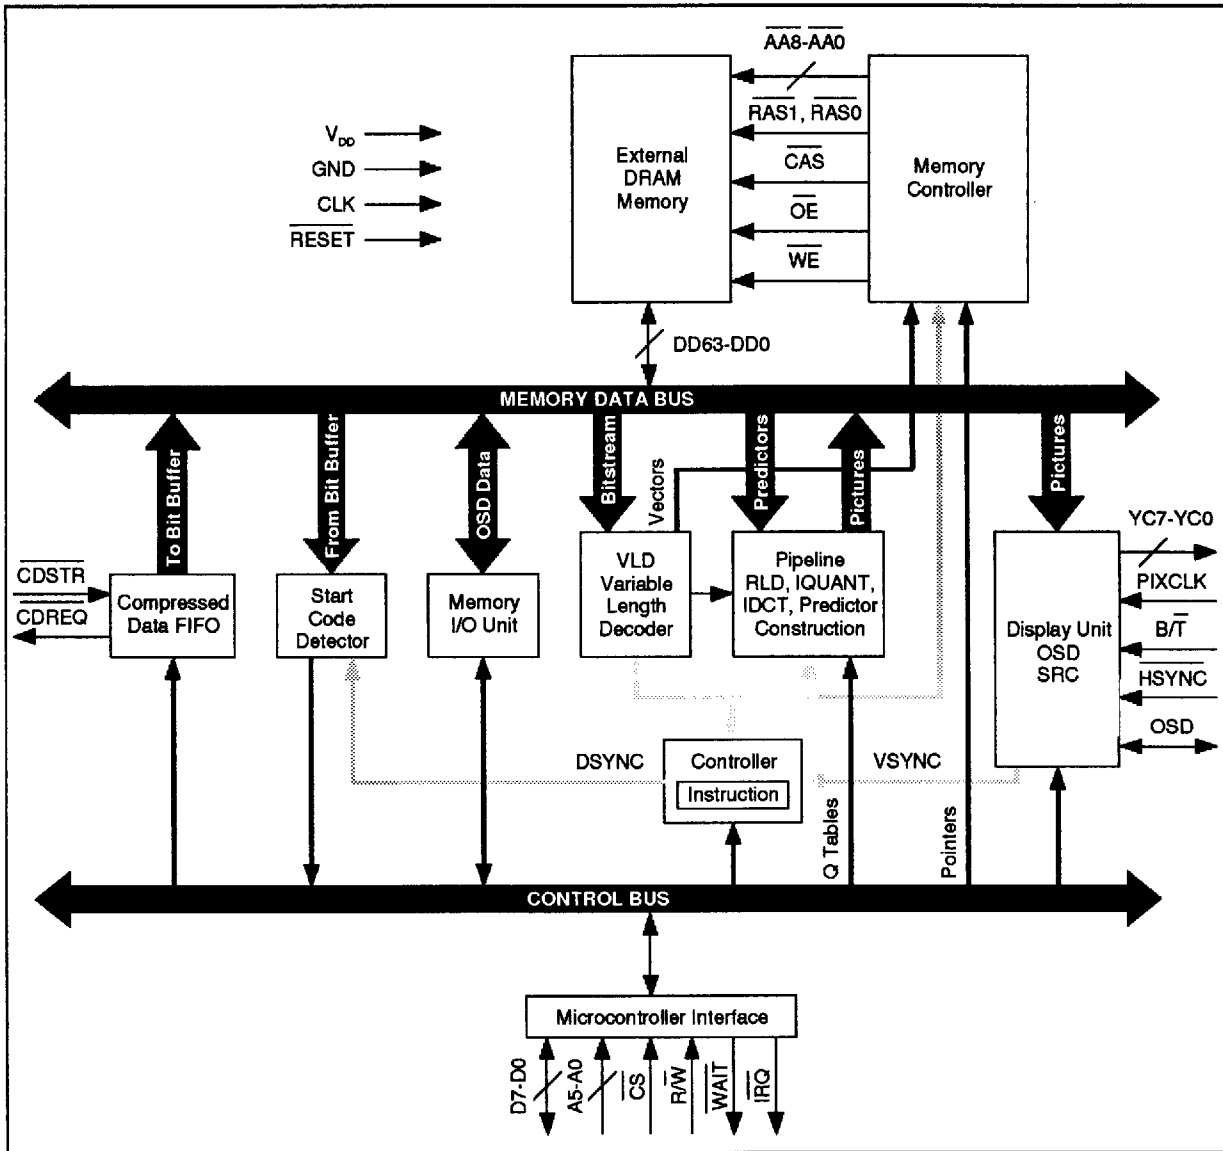 AA8-AA0
RAS1, RAS0
CAS
OE
WE
V_DD
GND
CLK
RESET
External
DRAM
Memory
Memory
Controller
DD63-DD0
MEMORY DATA BUS
To Bit Buffer
From Bit Buffer
OSD Data
Bitstream
Vectors
Predictors
Pictures
Pictures
CDSTR
CDREQ
Compressed
Data FIFO
Start
Code
Detector
Memory
I/O Unit
VLD
Variable
Length
Decoder
Pipeline
RLD, IQUANT,
IDCT, Predictor
Construction
Display Unit
OSD
SRC
YC7-YC0
PIXCLK
B/T
HSYNC
OSD
DSYNC
Controller
Instruction
VSYNC
Q Tables
Pointers
CONTROL BUS
Microcontroller Interface
D7-D0
A5-A0
CS
R/W
WAIT
IRQ